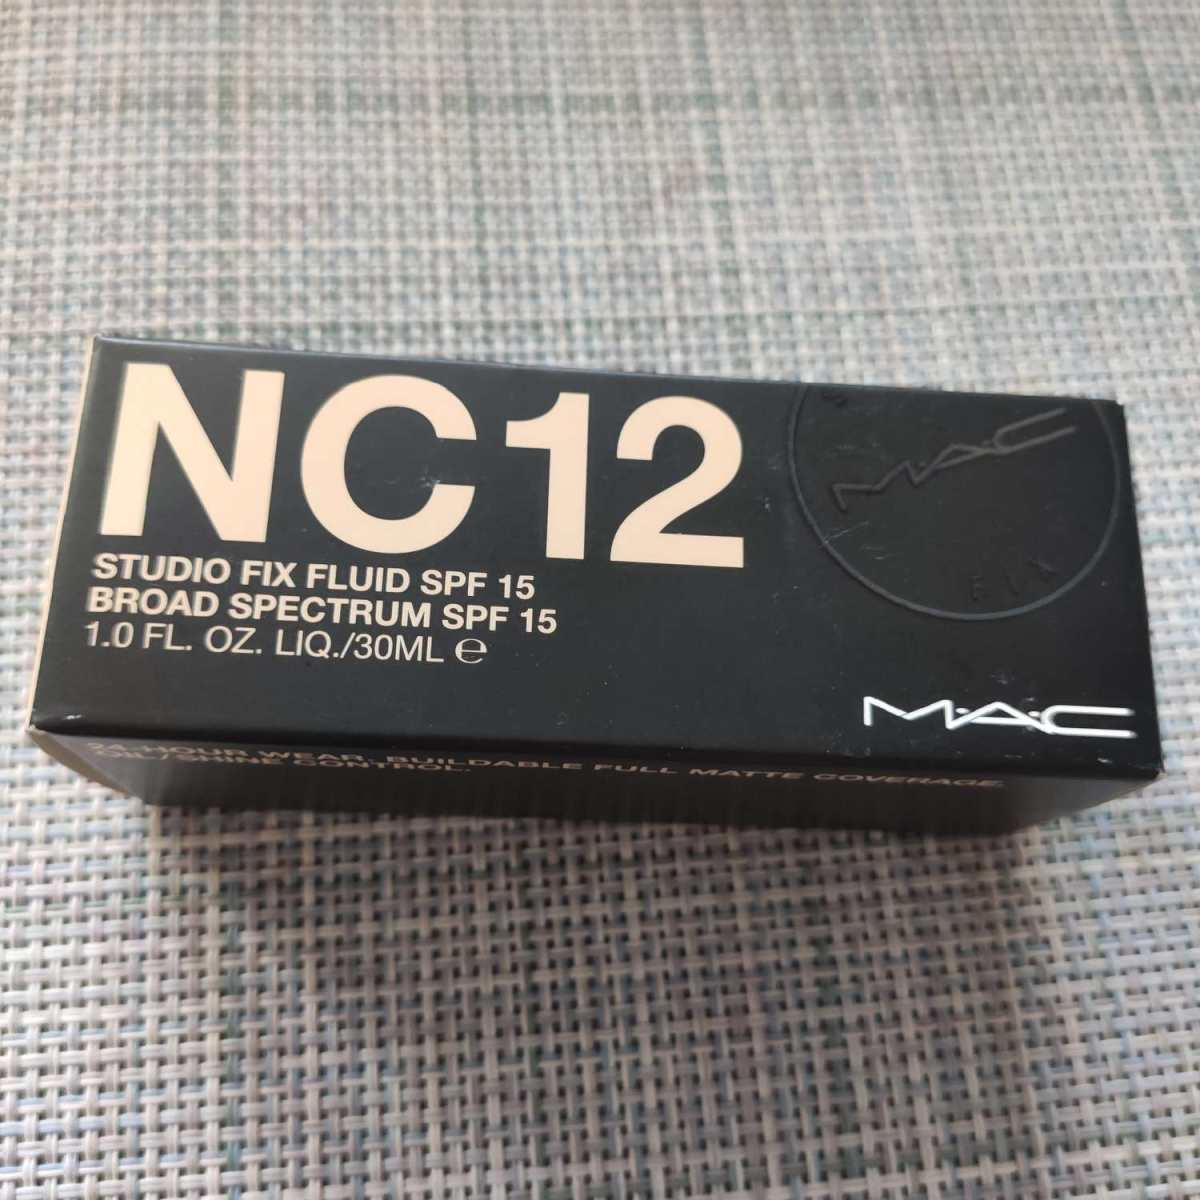 NC12
STUDIO FIX FLUID SPF 15
BROAD SPECTRUM SPF 15
1.0 FL. OZ. LIQ./30ML ℮
M·A·C
FIX
M·A·C
24-HOUR WEAR. BUILDABLE FULL MATTE COVERAGE.
OIL/SHINE CONTROL.